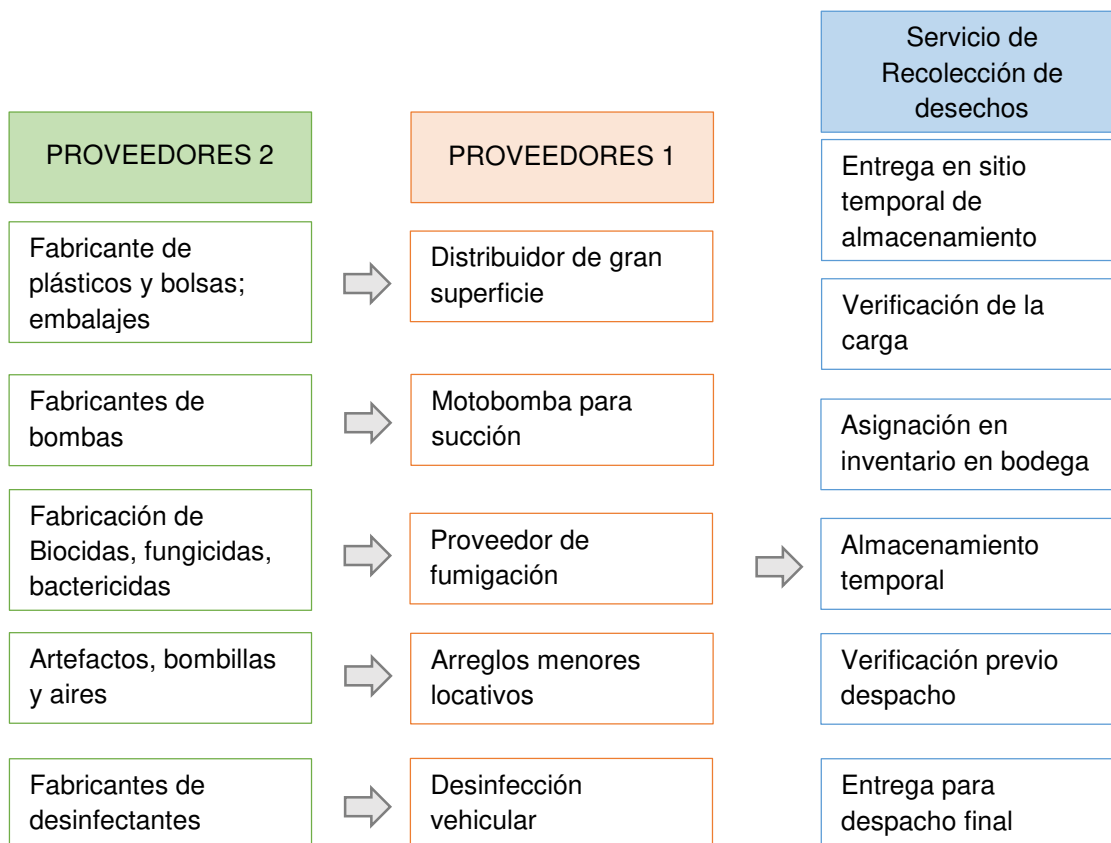 PROVEEDORES 2
Fabricante de
plásticos y bolsas;
embalajes
Fabricantes de
bombas
Fabricación de
Biocidas, fungicidas,
bactericidas
Artefactos, bombillas
y aires
Fabricantes de
desinfectantes
PROVEEDORES 1
Distribuidor de gran
superficie
Motobomba para
succión
Proveedor de
fumigación
Arreglos menores
locativos
Desinfección
vehicular
Servicio de
Recolección de
desechos
Entrega en sitio
temporal de
almacenamiento
Verificación de la
carga
Asignación en
inventario en bodega
Almacenamiento
temporal
Verificación previo
despacho
Entrega para
despacho final